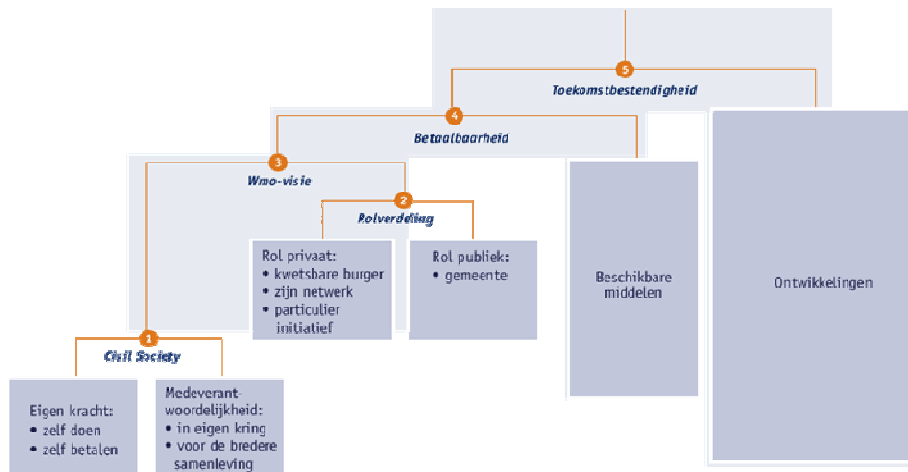 5
Toekomstbestendigheid
4
Betaalbaarheid
3
Wmo-visie
2
Rolverdeling
Rol privaat:
• kwetsbare burger
• zijn netwerk
• particulier
initiatief
Rol publiek:
• gemeente
Beschikbare
middelen
Ontwikkelingen
1
Civil Society
Eigen kracht:
• zelf doen
• zelf betalen
Medeverant-
woordelijkheid:
• in eigen kring
• voor de bredere
samenleving